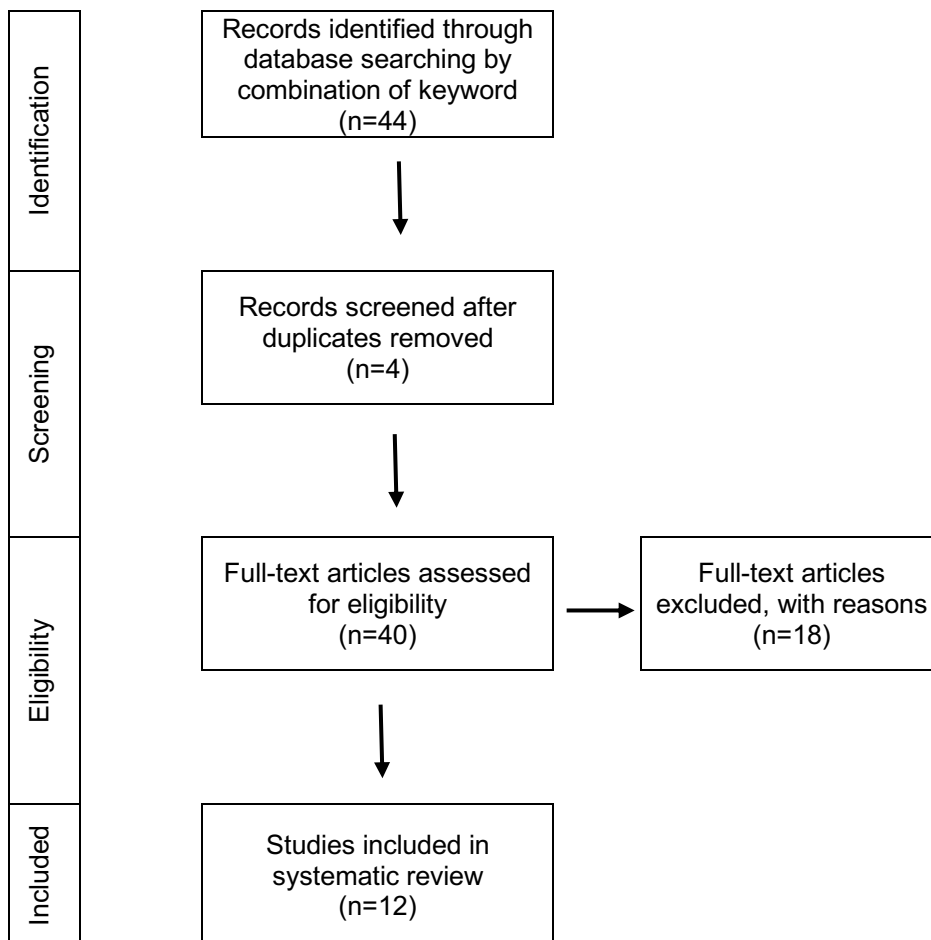 Identification
Records identified through
database searching by
combination of keyword
(n=44)
Screening
Records screened after
duplicates removed
(n=4)
Eligibility
Full-text articles assessed
for eligibility
(n=40)
Full-text articles
excluded, with reasons
(n=18)
Included
Studies included in
systematic review
(n=12)